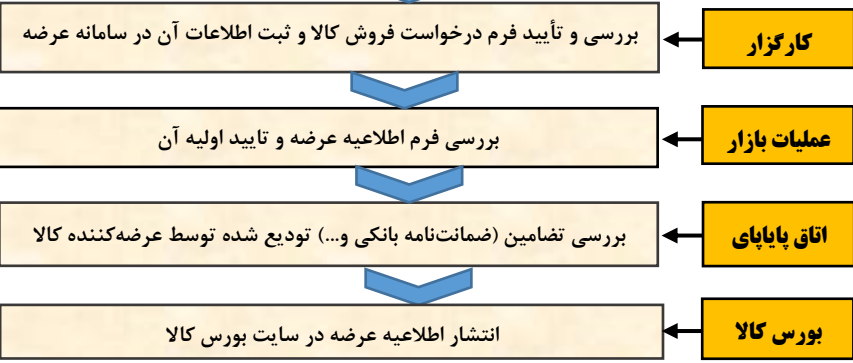 کارگزار
بررسی و تأیید فرم درخواست فروش کالا و ثبت اطلاعات آن در سامانه عرضه
عملیات بازار
بررسی فرم اطلاعیه عرضه و تایید اولیه آن
اتاق پایاپای
بررسی تضامین (ضمانت‌نامه بانکی و...) تودیع شده توسط عرضه‌کننده کالا
بورس کالا
انتشار اطلاعیه عرضه در سایت بورس کالا